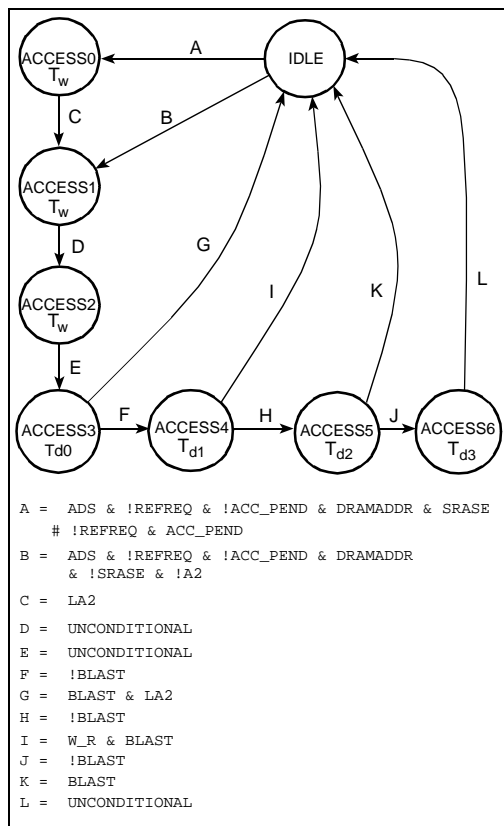 A
ACCESS0
Tw
IDLE
C
B
ACCESS1
Tw
D
G
ACCESS2
Tw
I
K
L
E
ACCESS3
Td0
F
ACCESS4
Td1
H
ACCESS5
Td2
J
ACCESS6
Td3
A = ADS & !REFREQ & !ACC_PEND & DRAMADDR & SRASE
# !REFREQ & ACC_PEND
B = ADS & !REFREQ & !ACC_PEND & DRAMADDR
& !SRASE & !A2
C = LA2
D = UNCONDITIONAL
E = UNCONDITIONAL
F = !BLAST
G = BLAST & LA2
H = !BLAST
I = W_R & BLAST
J = !BLAST
K = BLAST
L = UNCONDITIONAL